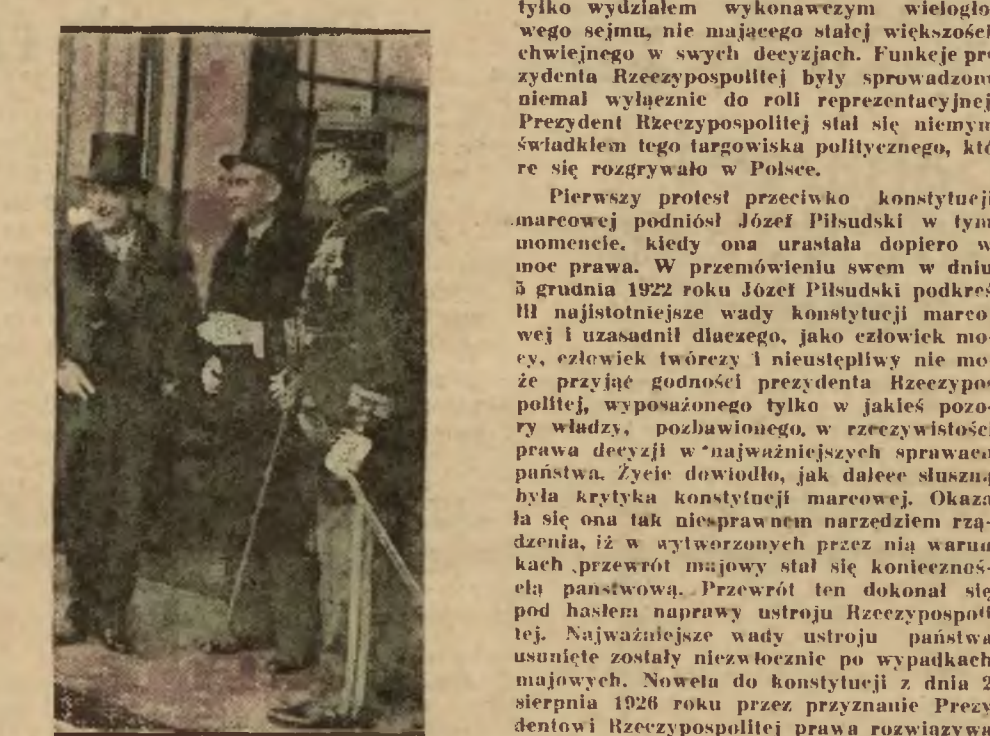 tylko wydziałem wykonawczym wielogło
wego sejmu, nie mającego stałej większości
chwiejnego w swych decyzjach. Funkcje pre
zydenta Rzeczypospolitej były sprowadzone
niemal wyłącznie do roli reprezentacyjnej
Prezydent Rzeczypospolitej stał się niemym
świadkiem tego targowiska politycznego, któ
re się rozgrywało w Polsce.
Pierwszy protest przeciwko konstytucji
marcowej podniósł Józef Piłsudski w tym
momencie, kiedy ona urastała dopiero w
moc prawa. W przemówieniu swem w dniu
5 grudnia 1922 roku Józef Piłsudski podkreś
lił najistotniejsze wady konstytucji marco-
wej i uzasadnił dlaczego, jako człowiek mo-
cy, człowiek twórczy i nieustępliwy nie mo-
że przyjąć godności prezydenta Rzeczypos
politej, wyposażonego tylko w jakieś pozo-
ry władzy, pozbawionego, w rzeczywistości
prawa decyzji w najważniejszych sprawach
państwa. Życie dowiodło, jak dalece słuszną
była krytyka konstytucji marcowej. Okaza
ła się ona tak niesprawnem narzędziem rzą-
dzenia, iż w wytworzonych przez nią warun
kach przewrót majowy stał się koniecznoś-
cią państwową. Przewrót ten dokonał się
pod hasłem naprawy ustroju Rzeczypospoli
tej. Najważniejsze wady ustroju państwa
usunięte zostały niezwłocznie po wypadkach
majowych. Nowela do konstytucji z dnia 2
sierpnia 1926 roku przez przyznanie Prezy
dentowi Rzeczypospolitej prawa rozwiązywa